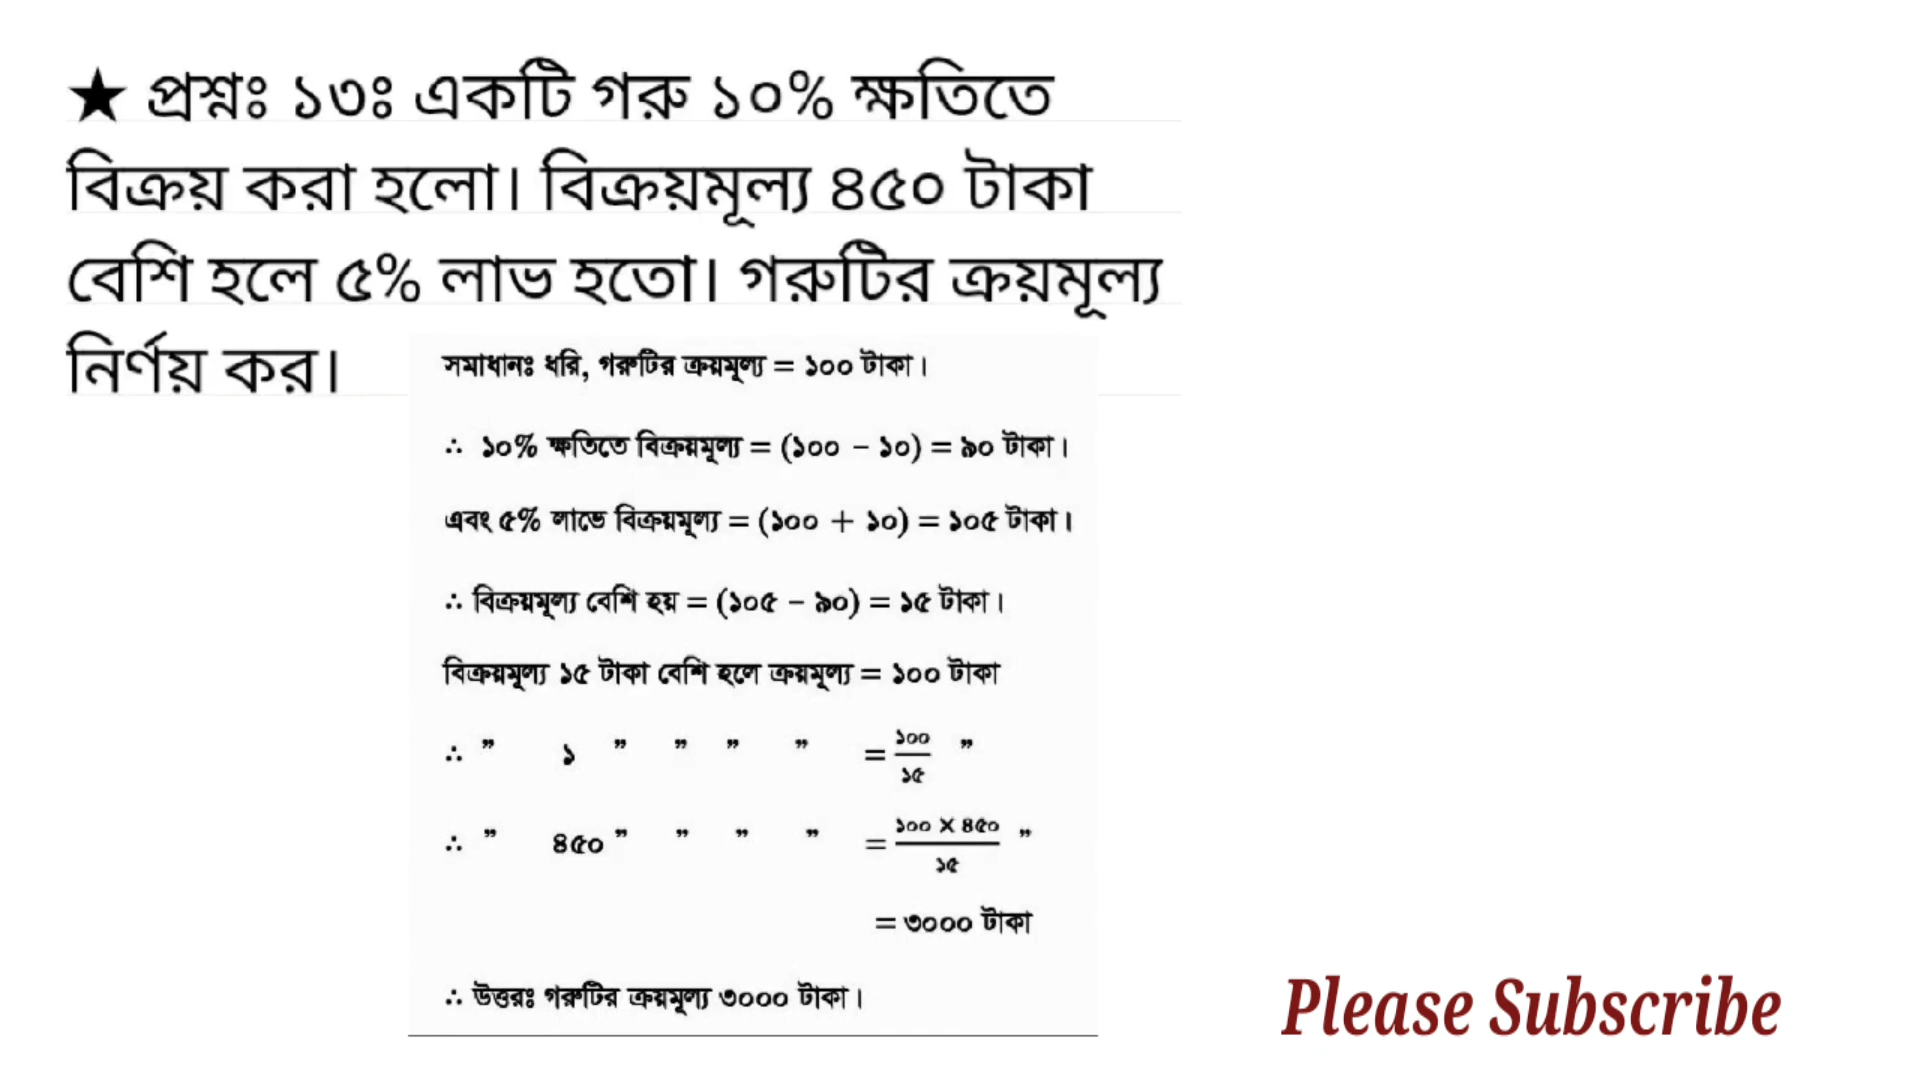 ★ প্রশ্নঃ ১৩ঃ একটি গরু ১০% ক্ষতিতে
বিক্রয় করা হলো। বিক্রয়মূল্য ৪৫০ টাকা
বেশি হলে ৫% লাভ হতো। গরুটির ক্রয়মূল্য
নির্ণয় কর।
সমাধানঃ ধরি, গরুটির ক্রয়মূল্য = ১০০ টাকা।
∴ ১০% ক্ষতিতে বিক্রয়মূল্য = (১০০ – ১০) = ৯০ টাকা।
এবং ৫% লাভে বিক্রয়মূল্য = (১০০ + ১০) = ১০৫ টাকা।
∴ বিক্রয়মূল্য বেশি হয় = (১০৫ – ৯০) = ১৫ টাকা।
বিক্রয়মূল্য ১৫ টাকা বেশি হলে ক্রয়মূল্য = ১০০ টাকা
∴ ” ১ ” ” ” ” = ১০০/১৫ ”
∴ ” ৪৫০ ” ” ” ” = ১০০ X ৪৫০/১৫ ”
= ৩০০০ টাকা
∴ উত্তরঃ গরুটির ক্রয়মূল্য ৩০০০ টাকা।
Please Subscribe